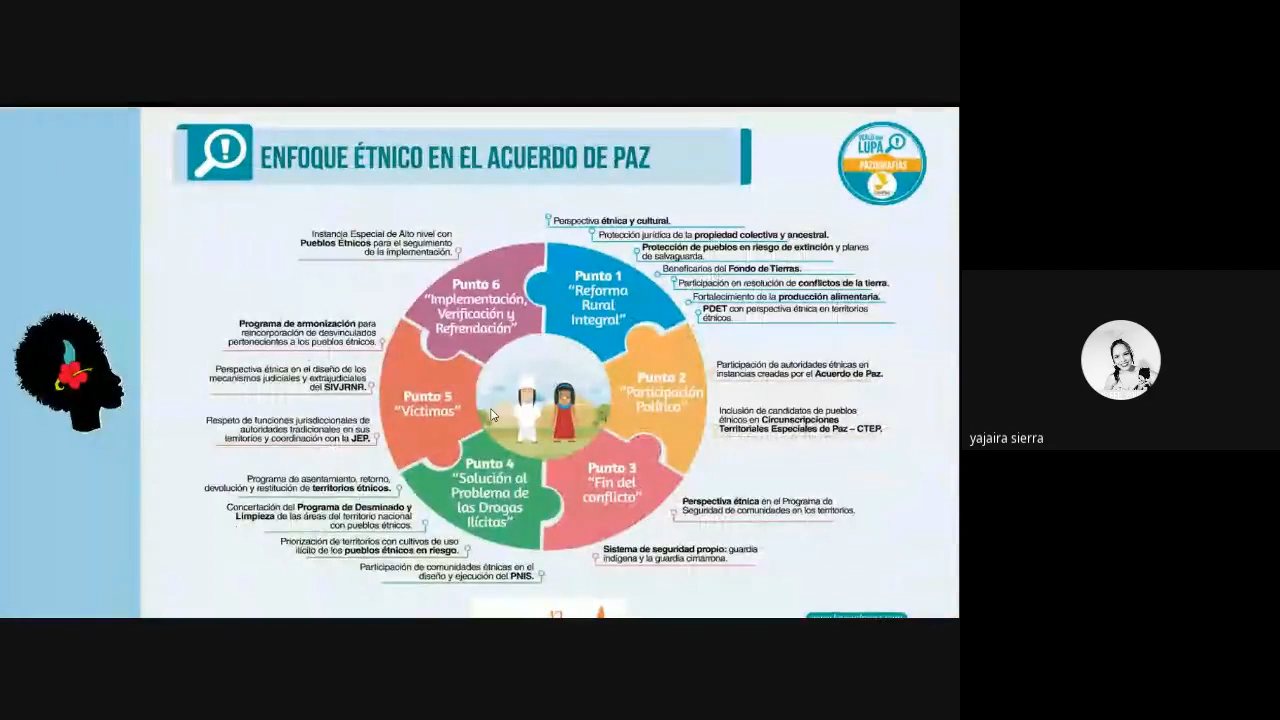 ENFOQUE ÉTNICO EN EL ACUERDO DE PAZ
LUPA
PAZOGRAFÍAS
Perspectiva étnica y cultural.
Protección jurídica de la propiedad colectiva y ancestral.
Protección de pueblos en riesgo de extinción y planes
de salvaguarda.
Beneficiarios del Fondo de Tierras.
Participación en resolución de conflictos de la tierra.
Fortalecimiento de la producción alimentaria.
PDET con perspectiva étnica en territorios
étnicos.
Punto 1
"Reforma
Rural
Integral"
Participación de autoridades étnicas en
instancias creadas por el Acuerdo de Paz.
Inclusión de candidatos de pueblos
étnicos en Circunscripciones
Territoriales Especiales de Paz – CTEP.
Punto 2
"Participación
Política"
Perspectiva étnica en el Programa de
Seguridad de comunidades en los territorios.
Sistema de seguridad propio: guardia
indígena y la guardia cimarrona.
Punto 3
"Fin del
conflicto"
Punto 4
"Solución al
Problema de
las Drogas
Ilícitas"
Programa de asentamiento, retorno,
devolución y restitución de territorios étnicos.
Concertación del Programa de Desminado y
Limpieza de las áreas del territorio nacional
con pueblos étnicos.
Priorización de territorios con cultivos de uso
ilícito de los pueblos étnicos en riesgo.
Participación de comunidades étnicas en el
diseño y ejecución del PNIS.
Punto 5
"Víctimas"
Programa de armonización para
reincorporación de desvinculados
pertenecientes a los pueblos étnicos.
Perspectiva étnica en el diseño de los
mecanismos judiciales y extrajudiciales
del SIVJRNR.
Respeto de funciones jurisdiccionales de
autoridades tradicionales en sus
territorios y coordinación con la JEP.
Punto 6
"Implementación,
Verificación y
Refrendación"
Instancia Especial de Alto nivel con
Pueblos Étnicos para el seguimiento
de la implementación.
yajaira sierra